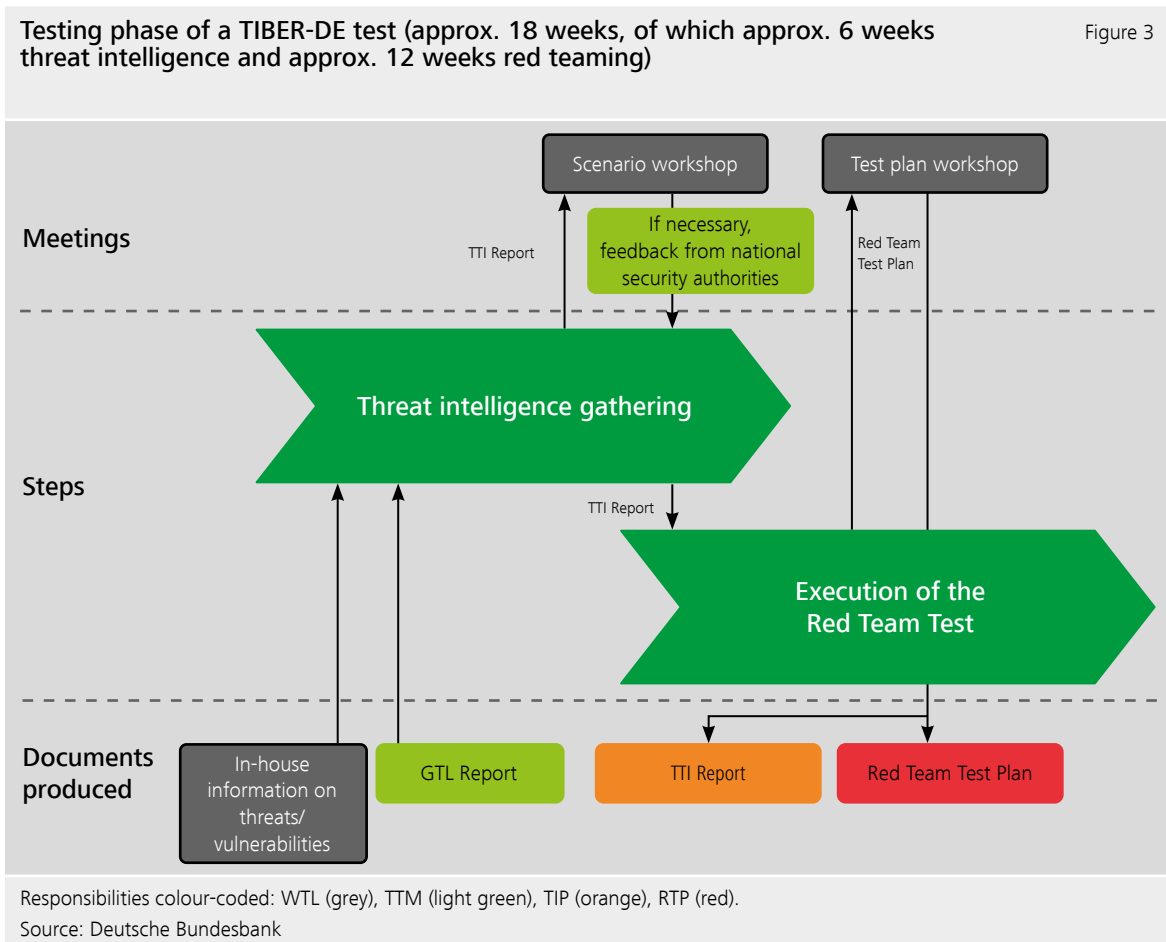 Testing phase of a TIBER-DE test (approx. 18 weeks, of which approx. 6 weeks
threat intelligence and approx. 12 weeks red teaming)
Figure 3
Scenario workshop
Test plan workshop
Meetings
TTI Report
If necessary,
feedback from national
security authorities
Red Team
Test Plan
Threat intelligence gathering
Steps
TTI Report
Execution of the
Red Team Test
Documents
produced
In-house
information on
threats/
vulnerabilities
GTL Report
TTI Report
Red Team Test Plan
Responsibilities colour-coded: WTL (grey), TTM (light green), TIP (orange), RTP (red).
Source: Deutsche Bundesbank